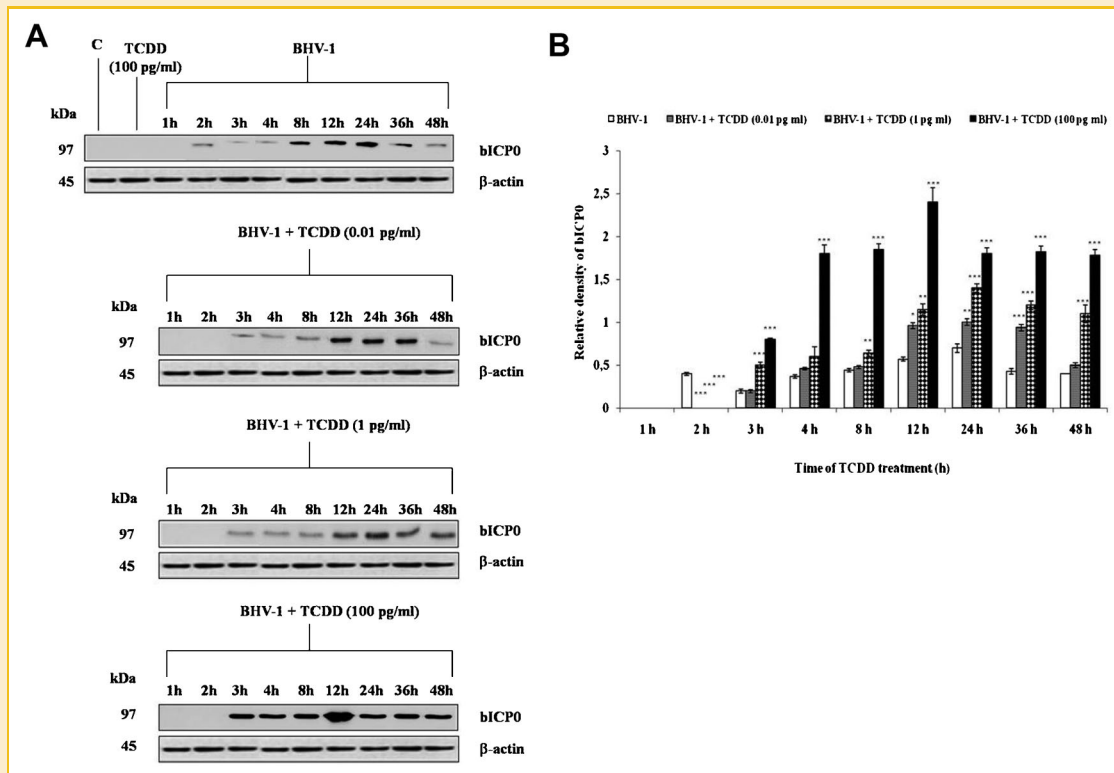 A
C
TCDD
(100 pg/ml)
BHV-1
kDa
1h 2h 3h 4h 8h 12h 24h 36h 48h
97
bICP0
45
β-actin
BHV-1 + TCDD (0.01 pg/ml)
kDa
1h 2h 3h 4h 8h 12h 24h 36h 48h
97
bICP0
45
β-actin
BHV-1 + TCDD (1 pg/ml)
kDa
1h 2h 3h 4h 8h 12h 24h 36h 48h
97
bICP0
45
β-actin
BHV-1 + TCDD (100 pg/ml)
kDa
1h 2h 3h 4h 8h 12h 24h 36h 48h
97
bICP0
45
β-actin
B
BHV-1 BHV-1 + TCDD (0.01 pg ml) BHV-1 + TCDD (1 pg ml) BHV-1 + TCDD (100 pg ml)
Relative density of bICP0
3
2,5
2
1,5
1
0,5
0
*** *** ***
*** ***
***
** ***
* ** ***
** *** ***
*** *** ***
*** ***
1 h 2 h 3 h 4 h 8 h 12 h 24 h 36 h 48 h
Time of TCDD treatment (h)